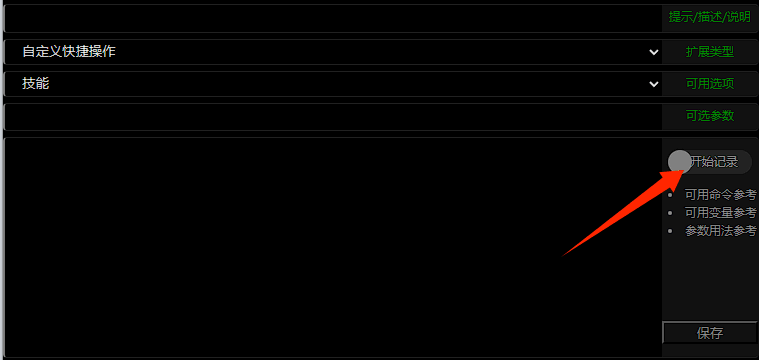 提示/描述/说明
自定义快捷操作
扩展类型
技能
可用选项
可选参数
开始记录
可用命令参考
可用变量参考
参数用法参考
保存